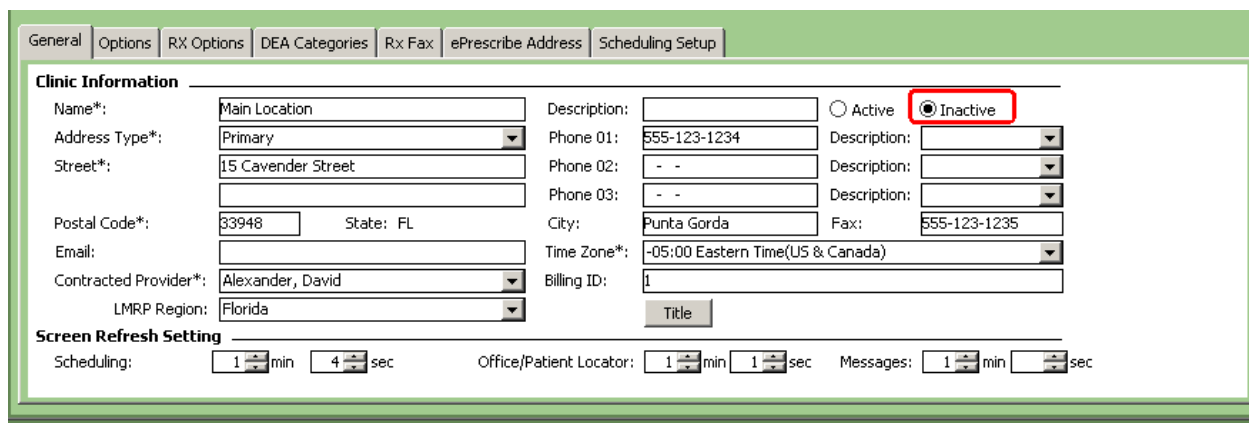 General Options RX Options DEA Categories Rx Fax ePrescribe Address Scheduling Setup
Clinic Information
Name*: Main Location Description: Active Inactive
Address Type*: Primary Phone 01: 555-123-1234 Description:
Street*: 15 Cavender Street Phone 02: - - Description:
Phone 03: - - Description:
Postal Code*: 33948 State: FL City: Punta Gorda Fax: 555-123-1235
Email: Time Zone*: -05:00 Eastern Time(US & Canada)
Contracted Provider*: Alexander, David Billing ID: 1
LMRP Region: Florida Title
Screen Refresh Setting
Scheduling: 1 min 4 sec Office/Patient Locator: 1 min 1 sec Messages: 1 min sec